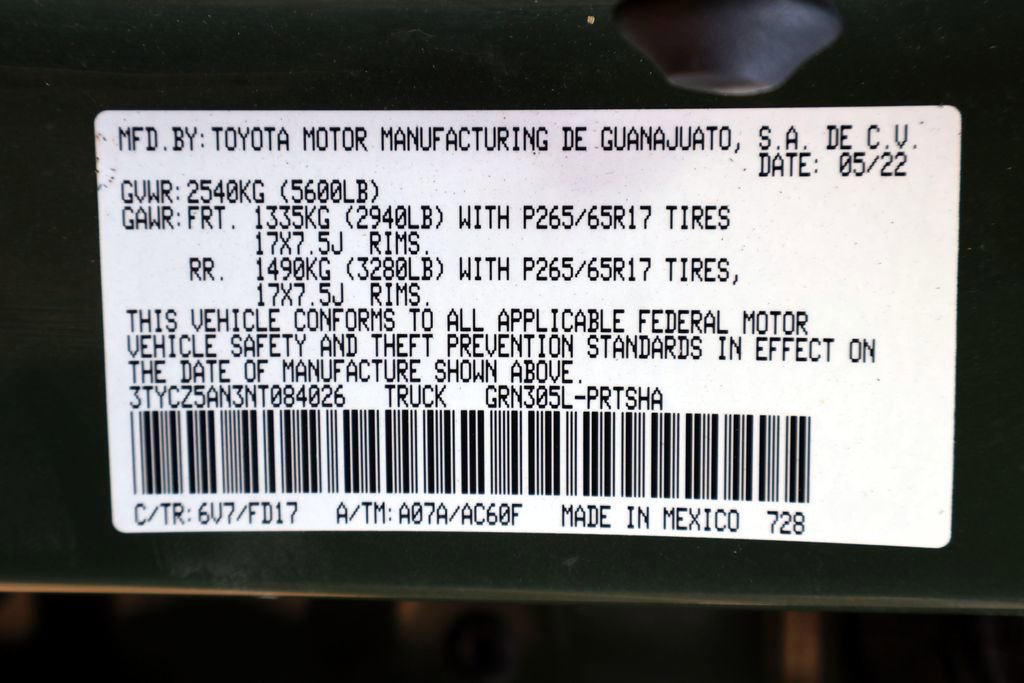 MFD.BY: TOYOTA MOTOR MANUFACTURING DE GUANAJUATO, S.A. DE C.V.
DATE: 05/22
GVWR: 2540KG (5600LB)
GAWR: FRT. 1335KG (2940LB) WITH P265/65R17 TIRES
17X7.5J RIMS.
RR. 1490KG (3280LB) WITH P265/65R17 TIRES,
17X7.5J RIMS.
THIS VEHICLE CONFORMS TO ALL APPLICABLE FEDERAL MOTOR
VEHICLE SAFETY AND THEFT PREVENTION STANDARDS IN EFFECT ON
THE DATE OF MANUFACTURE SHOWN ABOVE.
3TYCZ5AN3NT084026 TRUCK GRN305L-PRTSHA
C/TR: 6V7/FD17 A/TM: A07A/AC60F MADE IN MEXICO 728